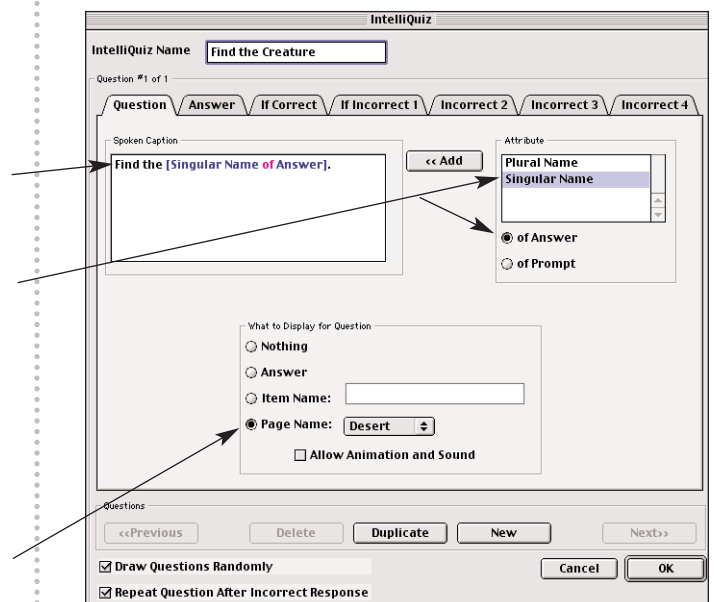 IntelliQuiz
IntelliQuiz Name Find the Creature
Question #1 of 1
Question Answer If Correct If Incorrect 1 Incorrect 2 Incorrect 3 Incorrect 4
Spoken Caption
Find the [Singular Name of Answer].
<< Add
Attribute
Plural Name
Singular Name
of Answer
of Prompt
What to Display for Question
Nothing
Answer
Item Name:
Page Name: Desert
Allow Animation and Sound
Questions
<<Previous Delete Duplicate New Next>>
Draw Questions Randomly
Cancel OK
Repeat Question After Incorrect Response